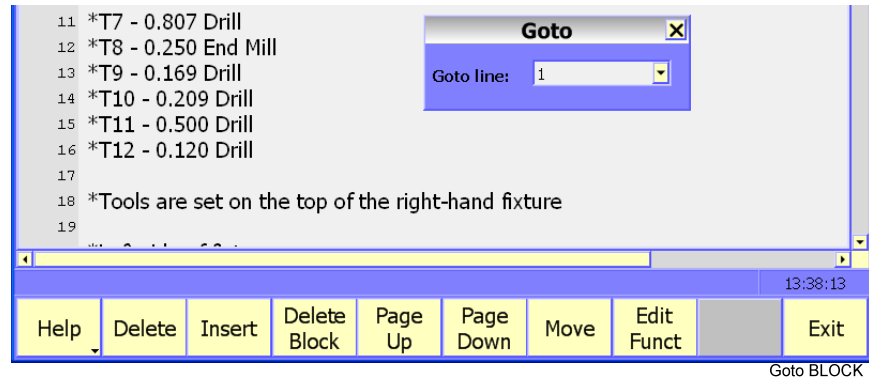 11 *T7 - 0.807 Drill
12 *T8 - 0.250 End Mill
13 *T9 - 0.169 Drill
14 *T10 - 0.209 Drill
15 *T11 - 0.500 Drill
16 *T12 - 0.120 Drill
17
18 *Tools are set on the top of the right-hand fixture
19
Goto
Goto line: 1
13:38:13
Help Delete Insert Delete Block Page Up Page Down Move Edit Funct Exit
Goto BLOCK